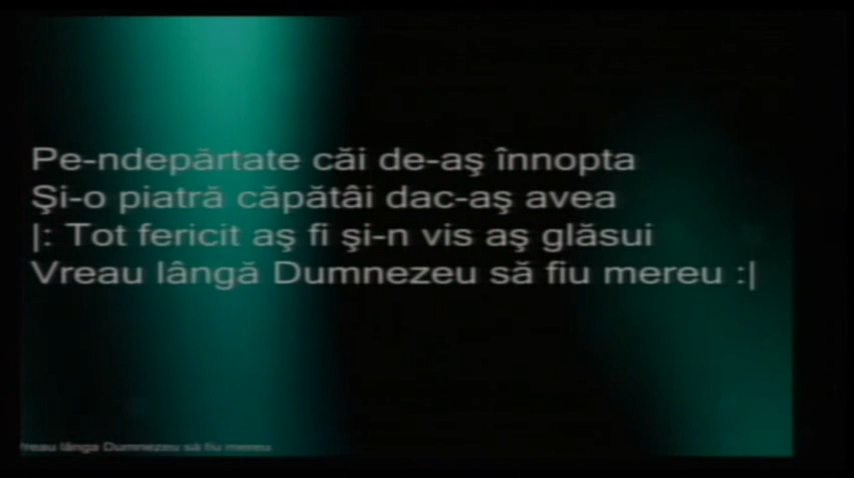 Pe-ndepărtate căi de-aş înnopta
Şi-o piatră căpătâi dac-aş avea
|: Tot fericit aş fi şi-n vis aş glăsui
Vreau lângă Dumnezeu să fiu mereu :|
Vreau lânga Dumnezeu să fiu mereu